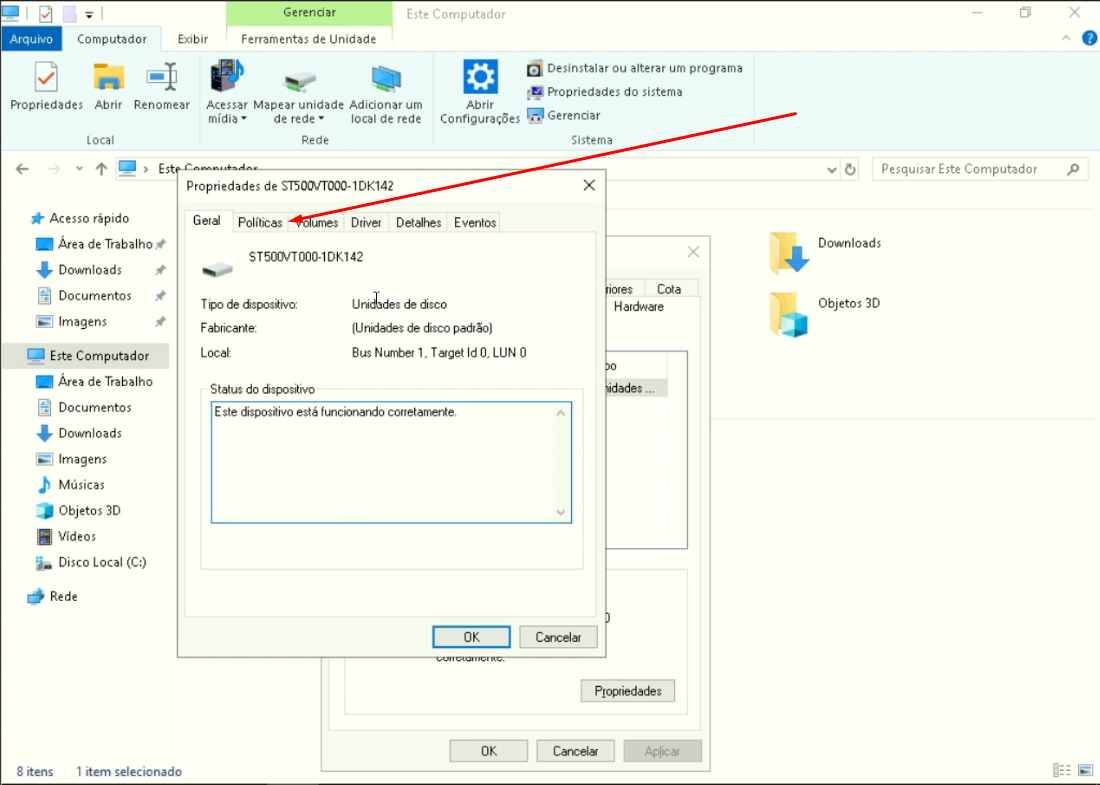 Gerenciar
Este Computador
Arquivo
Computador
Exibir
Ferramentas de Unidade
Propriedades
Abrir
Renomear
Acessar mídia
Mapear unidade de rede
Adicionar um local de rede
Abrir Configurações
Desinstalar ou alterar um programa
Propriedades do sistema
Gerenciar
Local
Rede
Sistema
Este Computador
Pesquisar Este Computador
Acesso rápido
Área de Trabalho
Downloads
Documentos
Imagens
Este Computador
Área de Trabalho
Documentos
Downloads
Imagens
Músicas
Objetos 3D
Vídeos
Disco Local (C:)
Rede
Propriedades de ST500VT000-1DK142
Geral
Políticas
Volumes
Driver
Detalhes
Eventos
ST500VT000-1DK142
Tipo de dispositivo: Unidades de disco
Fabricante: (Unidades de disco padrão)
Local: Bus Number 1, Target Id 0, LUN 0
Status do dispositivo
Este dispositivo está funcionando corretamente.
OK
Cancelar
riores
Cota
Hardware
po
nidades ...
corretamente.
Propriedades
OK
Cancelar
Aplicar
Downloads
Objetos 3D
8 itens
1 item selecionado